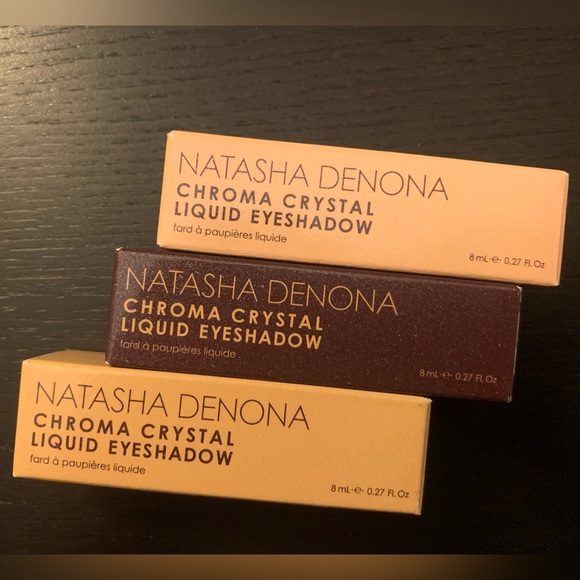 NATASHA DENONA
CHROMA CRYSTAL
LIQUID EYESHADOW
fard à paupières liquide
8 mL ℮ 0.27 Fl. Oz
NATASHA DENONA
CHROMA CRYSTAL
LIQUID EYESHADOW
fard à paupières liquide
8 mL ℮ 0.27 Fl. Oz
NATASHA DENONA
CHROMA CRYSTAL
LIQUID EYESHADOW
fard à paupières liquide
8 mL ℮ 0.27 Fl. Oz